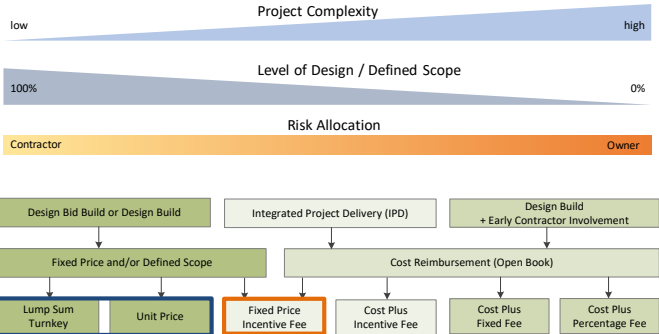 Project Complexity
low
high
Level of Design / Defined Scope
100%
0%
Risk Allocation
Contractor
Owner
Design Bid Build or Design Build
Integrated Project Delivery (IPD)
Design Build
+ Early Contractor Involvement
Fixed Price and/or Defined Scope
Cost Reimbursement (Open Book)
Lump Sum
Turnkey
Unit Price
Fixed Price
Incentive Fee
Cost Plus
Incentive Fee
Cost Plus
Fixed Fee
Cost Plus
Percentage Fee